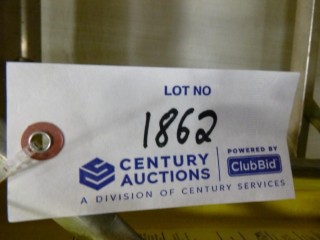 LOT NO
1862
CENTURY AUCTIONS
POWERED BY
ClubBid
A DIVISION OF CENTURY SERVICES